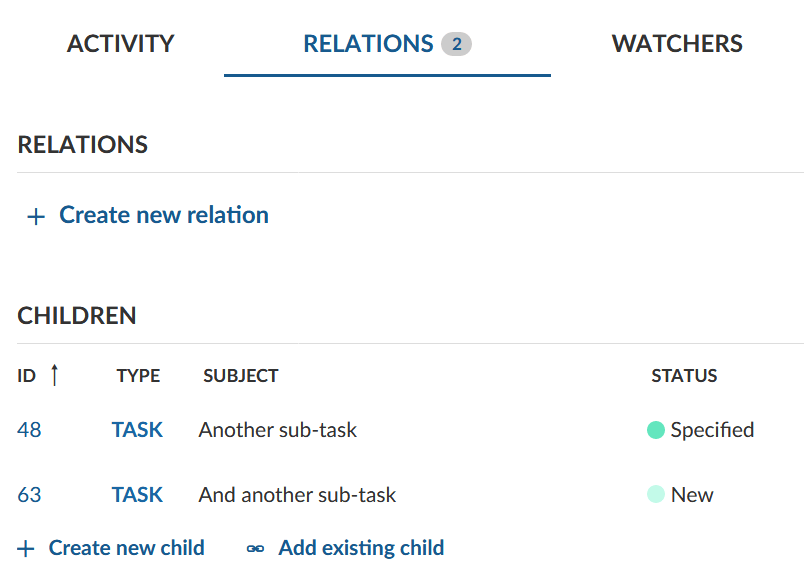 ACTIVITY RELATIONS 2 WATCHERS
RELATIONS
+ Create new relation
CHILDREN
ID ↑ TYPE SUBJECT STATUS
48 TASK Another sub-task Specified
63 TASK And another sub-task New
+ Create new child Add existing child